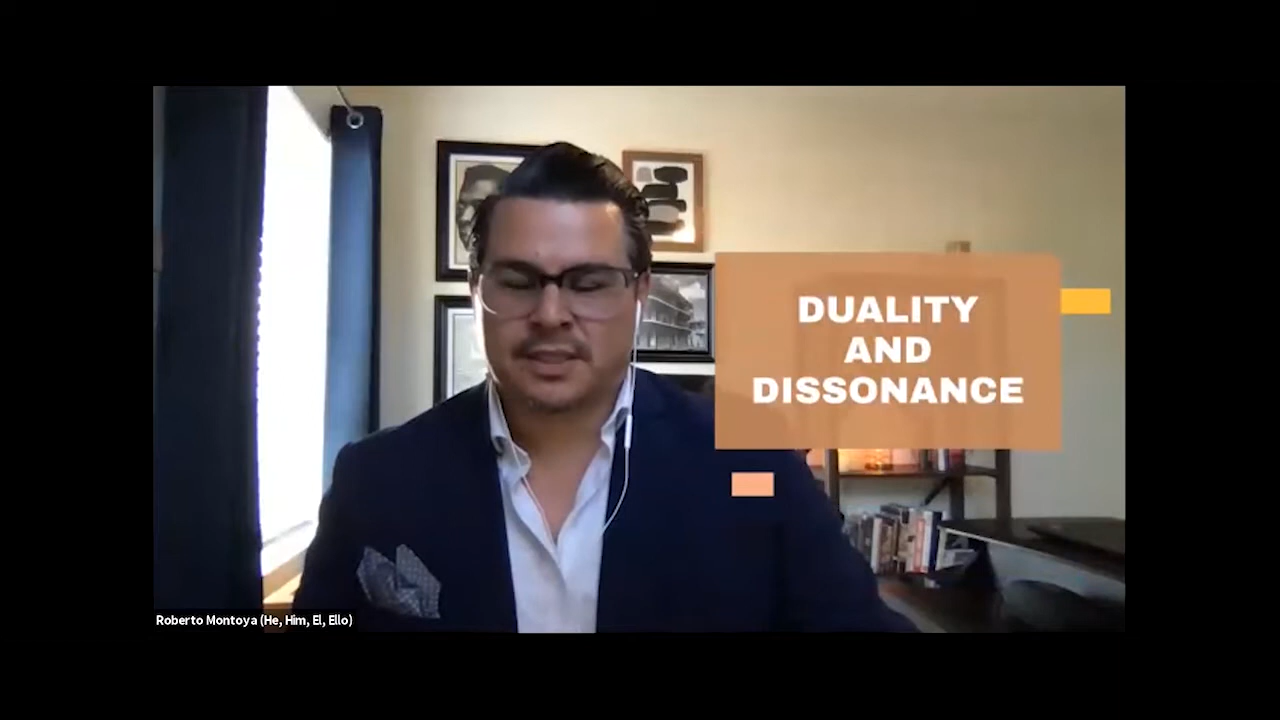 DUALITY
AND
DISSONANCE
Roberto Montoya (He, Him, El, Ello)